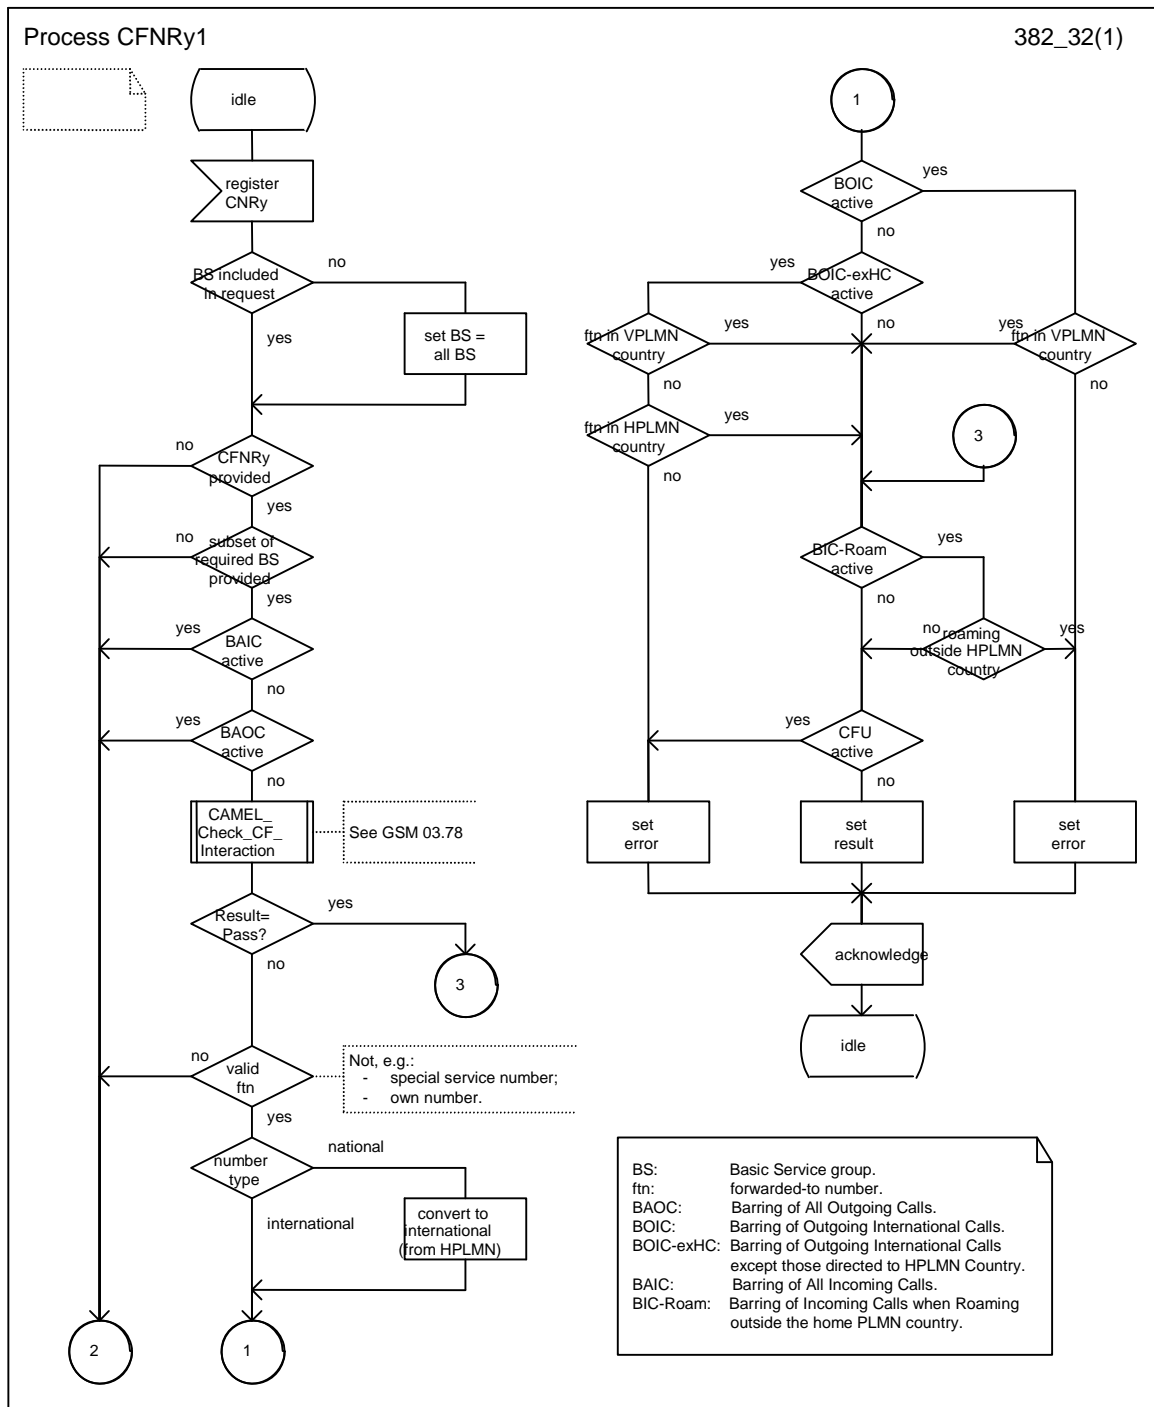 Process CFNRy1
382_32(1)
idle
register
CNRy
BS included
in request
no
yes
set BS =
all BS
no
CFNRy
provided
yes
no
subset of
required BS
provided
yes
yes
BAIC
active
no
yes
BAOC
active
no
CAMEL_
Check_CF_
Interaction
See GSM 03.78
Result=
Pass?
yes
no
3
no
valid
ftn
Not, e.g.:
- special service number;
- own number.
yes
number
type
national
international
convert to
international
(from HPLMN)
2
1
1
BOIC
active
yes
no
yes
BOIC-exHC
active
no
ftn in VPLMN
country
yes
no
yes
ftn in VPLMN
country
no
ftn in HPLMN
country
yes
no
3
BIC-Roam
active
yes
no
no
roaming
outside HPLMN
country
yes
yes
CFU
active
no
set
error
set
result
set
error
acknowledge
idle
BS: Basic Service group.
ftn: forwarded-to number.
BAOC: Barring of All Outgoing Calls.
BOIC: Barring of Outgoing International Calls.
BOIC-exHC: Barring of Outgoing International Calls
except those directed to HPLMN Country.
BAIC: Barring of All Incoming Calls.
BIC-Roam: Barring of Incoming Calls when Roaming
outside the home PLMN country.